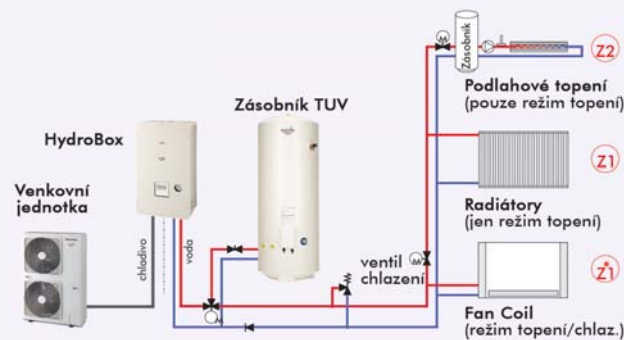 Zásobník
Z2
Podlahové topení
(pouze režim topení)
Zásobník TUV
HydroBox
Z1
Venkovní
jednotka
Radiátory
(jen režim topení)
chladivo
voda
ventil
chlazení
Z*1
Fan Coil
(režim topení/chlaz.)
M
M
M